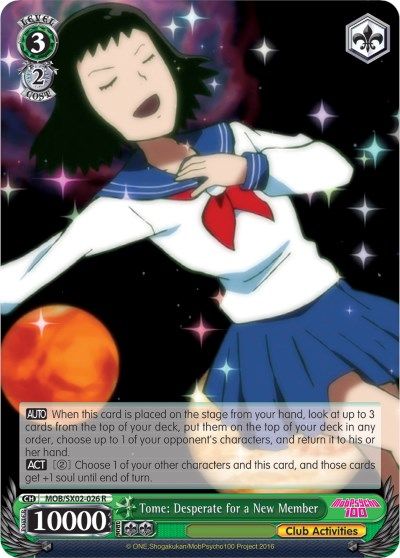 LEVEL
3
2
COST
AUTO When this card is placed on the stage from your hand, look at up to 3
cards from the top of your deck, put them on the top of your deck in any
order, choose up to 1 of your opponent's characters, and return it to his or
her hand.
ACT [②] Choose 1 of your other characters and this card, and those cards
get +1 soul until end of turn.
CH MOB/SX02-026 R
POWER 10000
Tome: Desperate for a New Member
MobPsycho 100
Club Activities
© ONE,Shogakukan/MobPsycho100 Project 2016